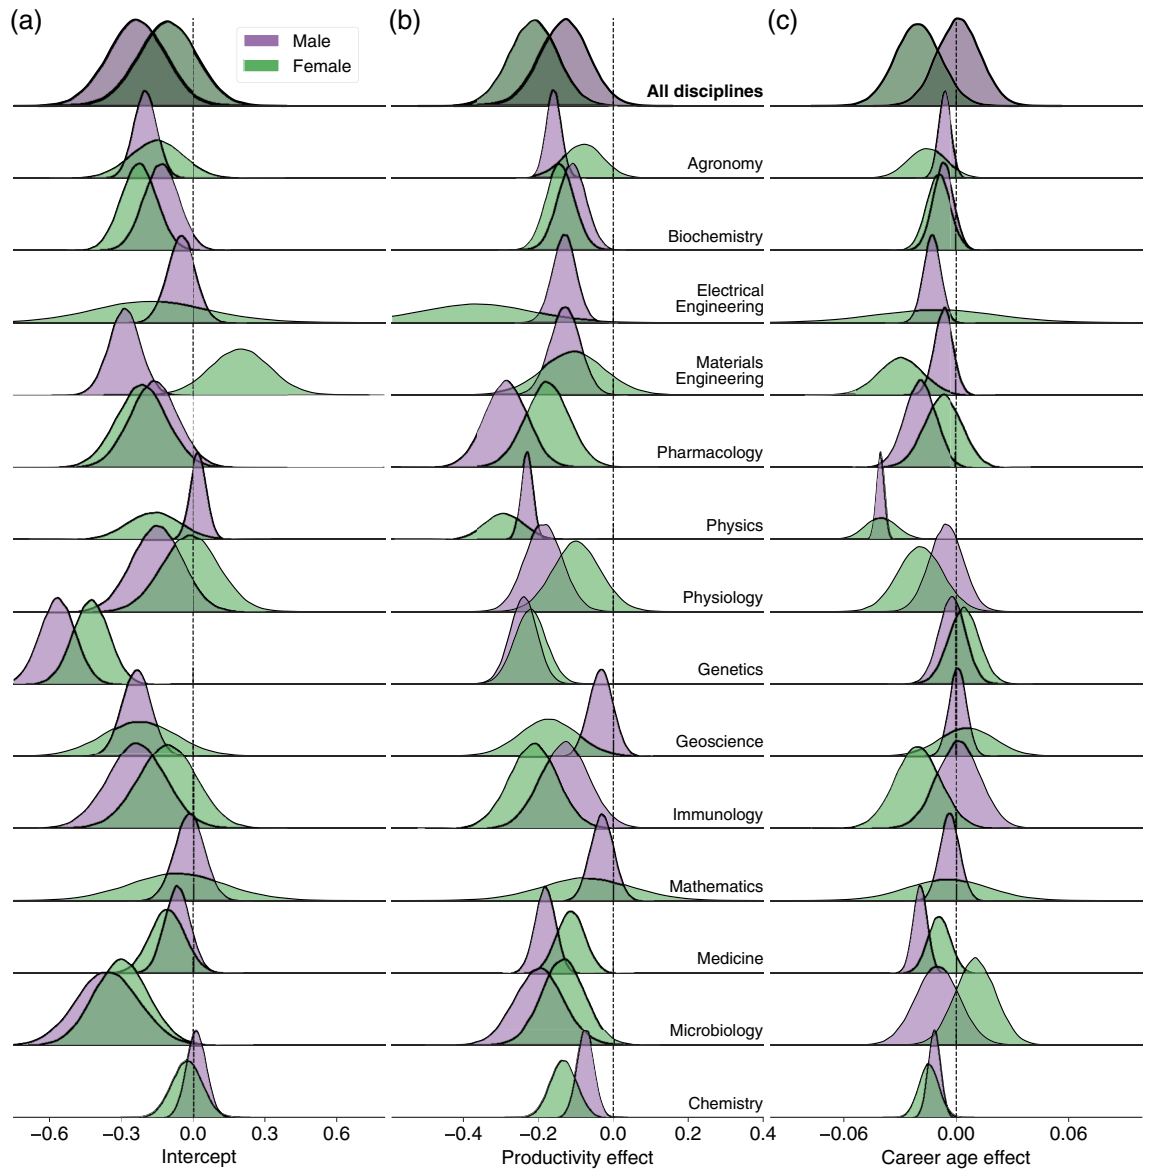 (a)
(b)
(c)
Male
Female
All disciplines
Agronomy
Biochemistry
Electrical
Engineering
Materials
Engineering
Pharmacology
Physics
Physiology
Genetics
Geoscience
Immunology
Mathematics
Medicine
Microbiology
Chemistry
−0.6 −0.3 0.0 0.3 0.6
−0.4 −0.2 0.0 0.2 0.4
−0.06 0.00 0.06
Intercept
Productivity effect
Career age effect